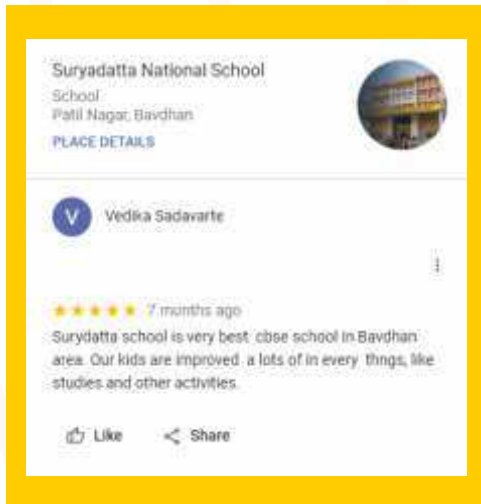 Suryadatta National School
School
Patil Nagar, Bavdhan
PLACE DETAILS
V
Vedika Sadavarte
7 months ago
Surydatta school is very best cbse school in Bavdhan
area. Our kids are improved a lots of in every thngs, like
studies and other activities.
Like
Share